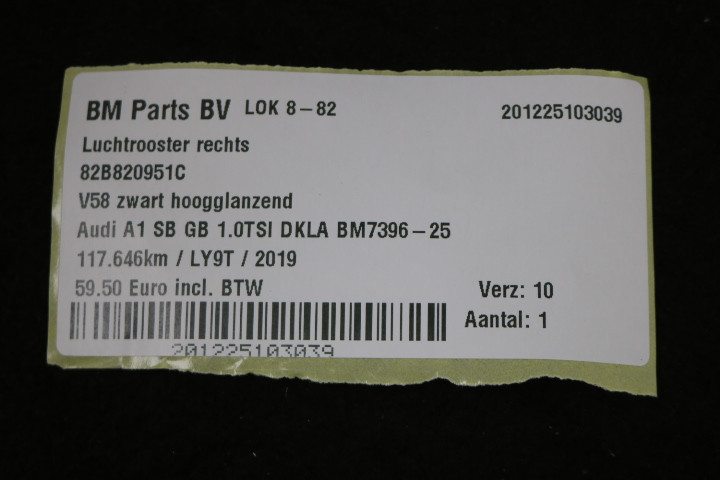 BM Parts BV LOK 8-82 201225103039
Luchtrooster rechts
82B820951C
V58 zwart hoogglanzend
Audi A1 SB GB 1.0TSI DKLA BM7396-25
117.646km / LY9T / 2019
59.50 Euro incl. BTW Verz: 10
Aantal: 1
201225103039